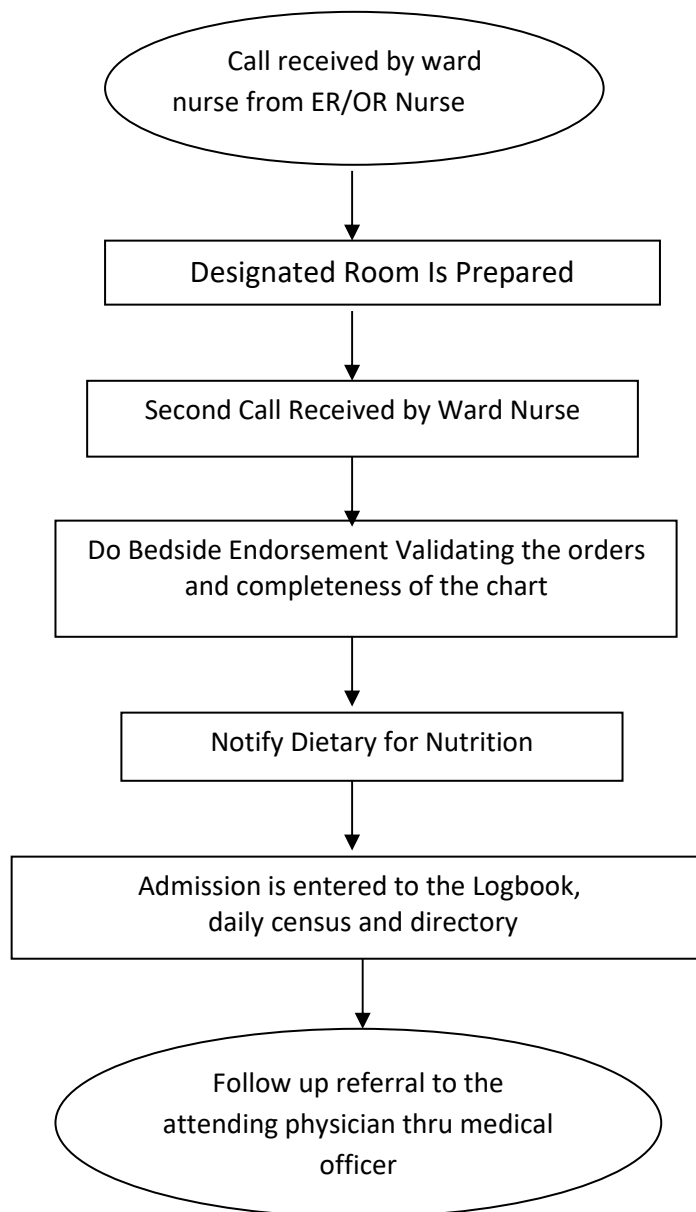 Call received by ward
nurse from ER/OR Nurse
Designated Room Is Prepared
Second Call Received by Ward Nurse
Do Bedside Endorsement Validating the orders
and completeness of the chart
Notify Dietary for Nutrition
Admission is entered to the Logbook,
daily census and directory
Follow up referral to the
attending physician thru medical
officer